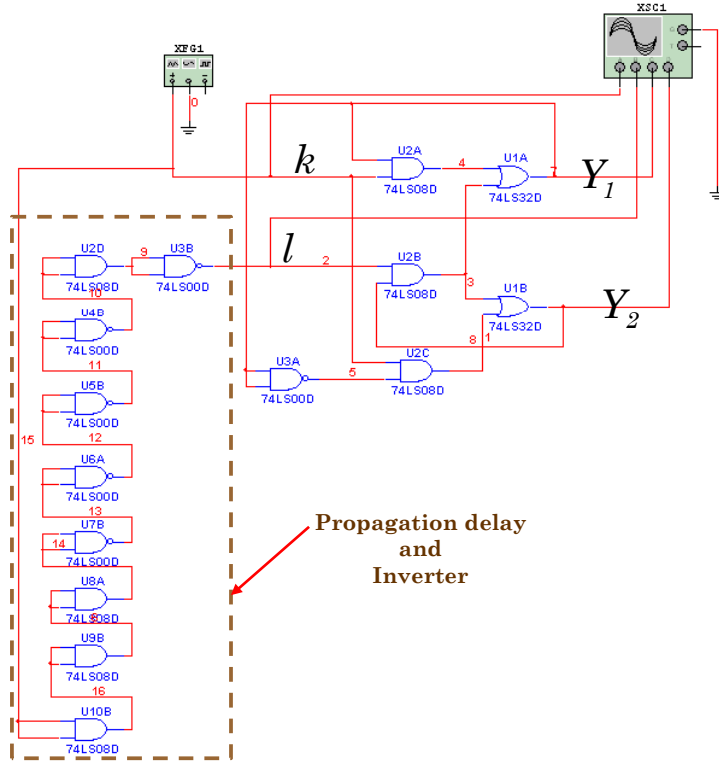 XFG1
XSC1
0
k
U2A
4
U1A
7
Y1
74LS08D
74LS32D
U2D
9
U3B
l
2
U2B
74LS08D
74LS00D
10
74LS08D
3
U1B
Y2
74LS32D
U4B
74LS00D
11
8
1
U2C
U3A
5
74LS08D
74LS00D
U5B
74LS00D
12
15
U6A
74LS00D
13
U7B
14
74LS00D
Propagation delay
and
Inverter
U8A
74LS08D
U9B
74LS08D
16
U10B
74LS08D